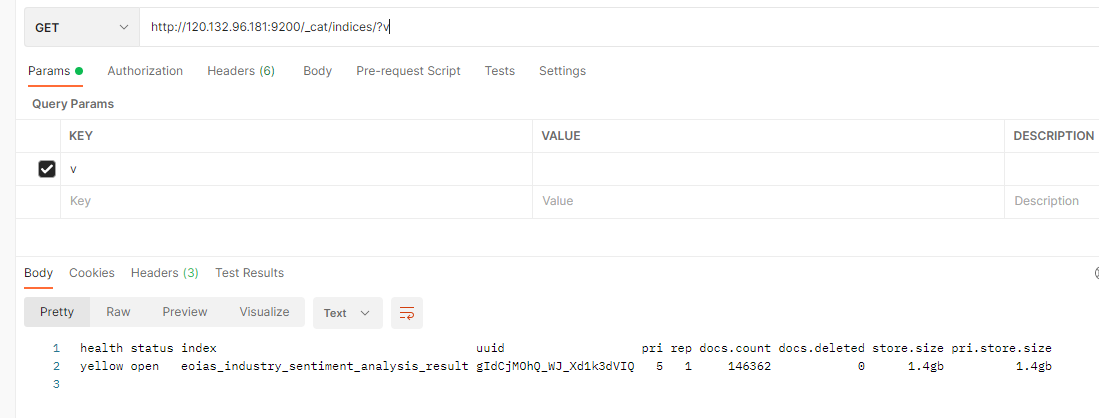 GET http://120.132.96.181:9200/_cat/indices/?v
Params Authorization Headers (6) Body Pre-request Script Tests Settings
Query Params
KEY VALUE DESCRIPTION
v
Key Value Description
Body Cookies Headers (3) Test Results
Pretty Raw Preview Visualize Text
1 health status index uuid pri rep docs.count docs.deleted store.size pri.store.size
2 yellow open eoias_industry_sentiment_analysis_result gIdCjMOhQ_WJ_Xd1k3dVIQ 5 1 146362 0 1.4gb 1.4gb
3